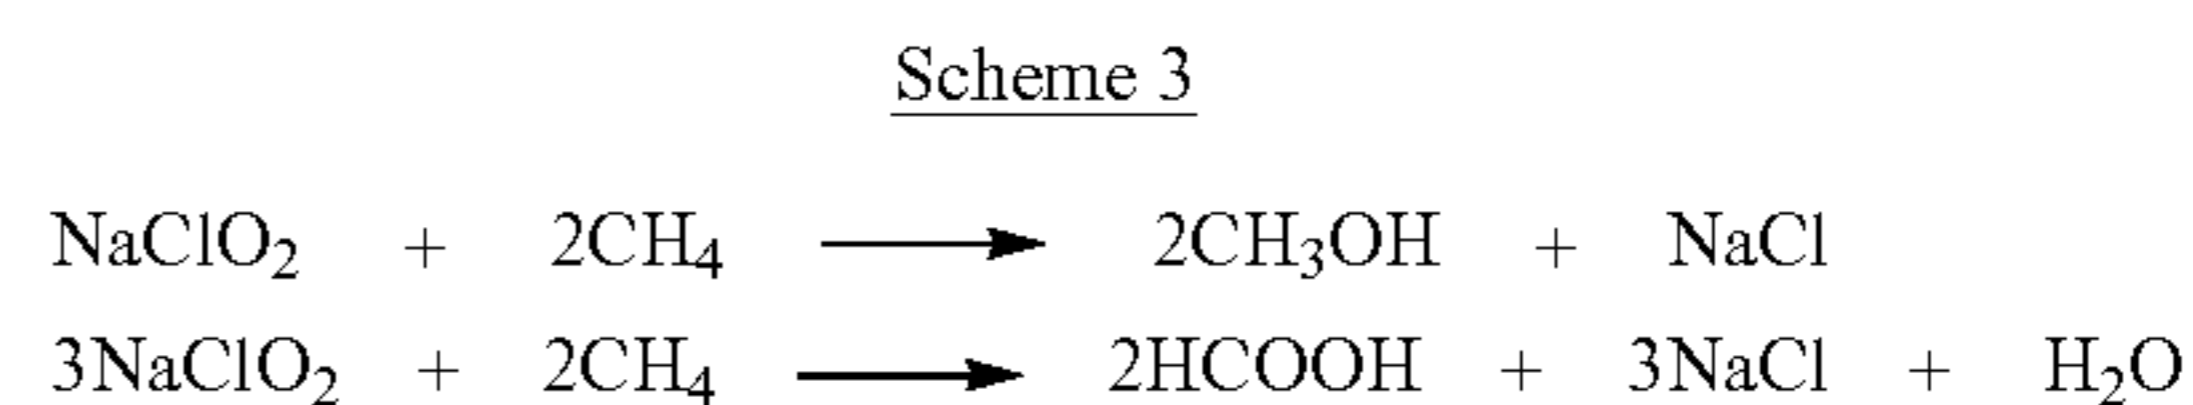 Scheme 3
NaClO₂ + 2CH₄ ⟶ 2CH₃OH + NaCl
3NaClO₂ + 2CH₄ ⟶ 2HCOOH + 3NaCl + H₂O